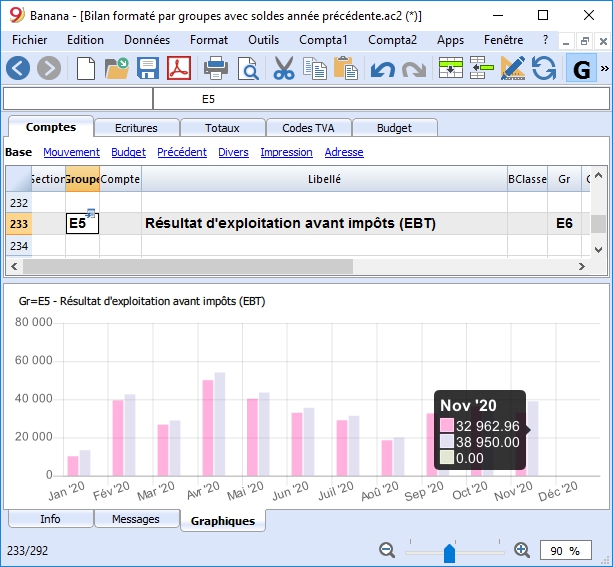 Banana - [Bilan formaté par groupes avec soldes année précédente.ac2 (*)]
Fichier Edition Données Format Outils Compta1 Compta2 Apps Fenêtre ?
G »
E5
Comptes Ecritures Totaux Codes TVA Budget
Base Mouvement Budget Précédent Divers Impression Adresse
Section Groupe Compte Libellé BClasse Gr
232
233 E5 Résultat d'exploitation avant impôts (EBT) E6
234
Gr=E5 - Résultat d'exploitation avant impôts (EBT)
80 000
60 000
40 000
20 000
0
Nov '20
32 962.96
38 950.00
0.00
Jan '20 Fév '20 Mar '20 Avr '20 Mai '20 Jun '20 Juil '20 Aoû '20 Sep '20 Oct '20 Nov '20 Déc '20
Info Messages Graphiques
233/292 90 %